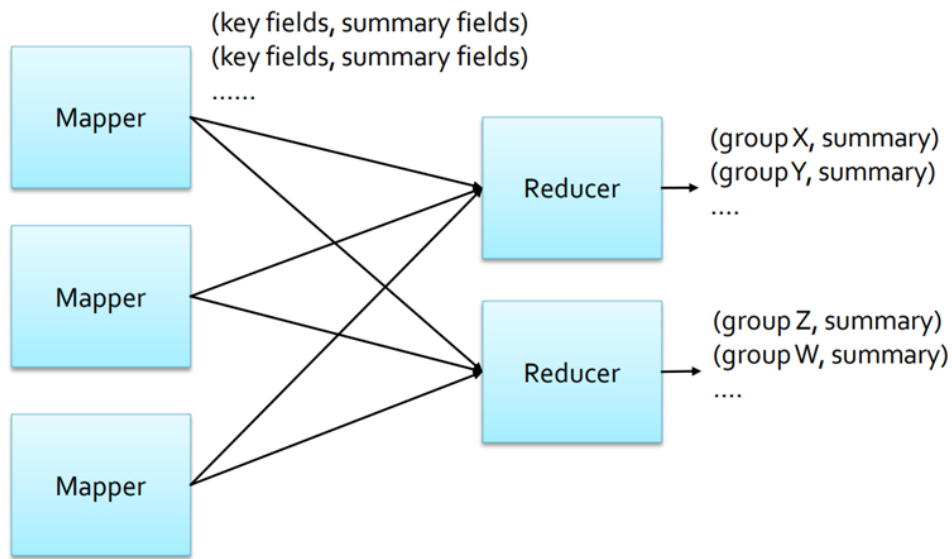 (key fields, summary fields)
(key fields, summary fields)
......
Mapper
Mapper
Mapper
Reducer
(group X, summary)
(group Y, summary)
....
Reducer
(group Z, summary)
(group W, summary)
....